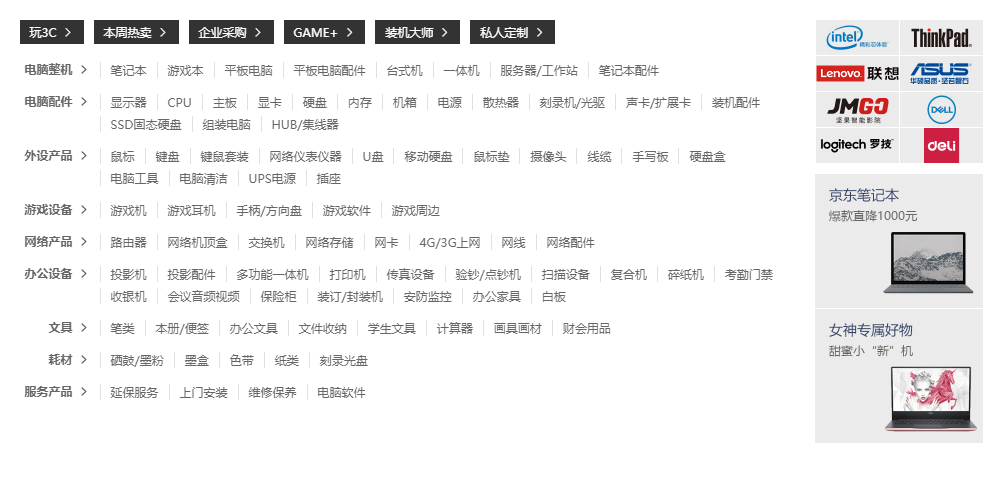 玩3C 本周热卖 企业采购 GAME+ 装机大师 私人定制
电脑整机 笔记本 游戏本 平板电脑 平板电脑配件 台式机 一体机 服务器/工作站 笔记本配件
电脑配件 显示器 CPU 主板 显卡 硬盘 内存 机箱 电源 散热器 刻录机/光驱 声卡/扩展卡 装机配件
SSD固态硬盘 组装电脑 HUB/集线器
外设产品 鼠标 键盘 键鼠套装 网络仪表仪器 U盘 移动硬盘 鼠标垫 摄像头 线缆 手写板 硬盘盒
电脑工具 电脑清洁 UPS电源 插座
游戏设备 游戏机 游戏耳机 手柄/方向盘 游戏软件 游戏周边
网络产品 路由器 网络机顶盒 交换机 网络存储 网卡 4G/3G上网 网线 网络配件
办公设备 投影机 投影配件 多功能一体机 打印机 传真设备 验钞/点钞机 扫描设备 复合机 碎纸机 考勤门禁
收银机 会议音频视频 保险柜 装订/封装机 安防监控 办公家具 白板
文具 笔类 本册/便签 办公文具 文件收纳 学生文具 计算器 画具画材 财会用品
耗材 硒鼓/墨粉 墨盒 色带 纸类 刻录光盘
服务产品 延保服务 上门安装 维修保养 电脑软件
intel 精彩芯体验 ThinkPad
Lenovo 联想 ASUS
华硕品质·坚若磐石
JMGO DELL
坚果智能影院
logitech 罗技 deli
京东笔记本
爆款直降1000元
女神专属好物
甜蜜小“新”机